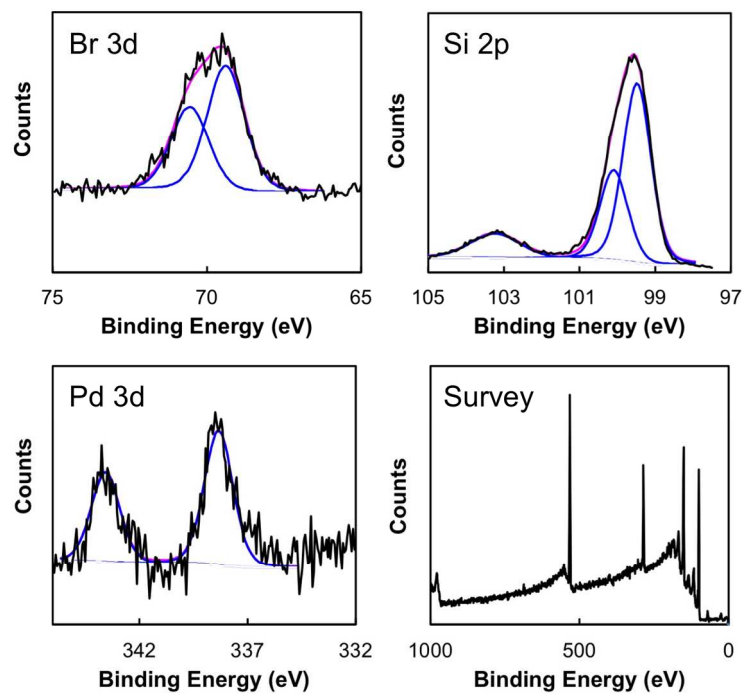 Br 3d
Counts
75 70 65
Binding Energy (eV)
Si 2p
Counts
105 103 101 99 97
Binding Energy (eV)
Pd 3d
Counts
342 337 332
Binding Energy (eV)
Survey
Counts
1000 500 0
Binding Energy (eV)